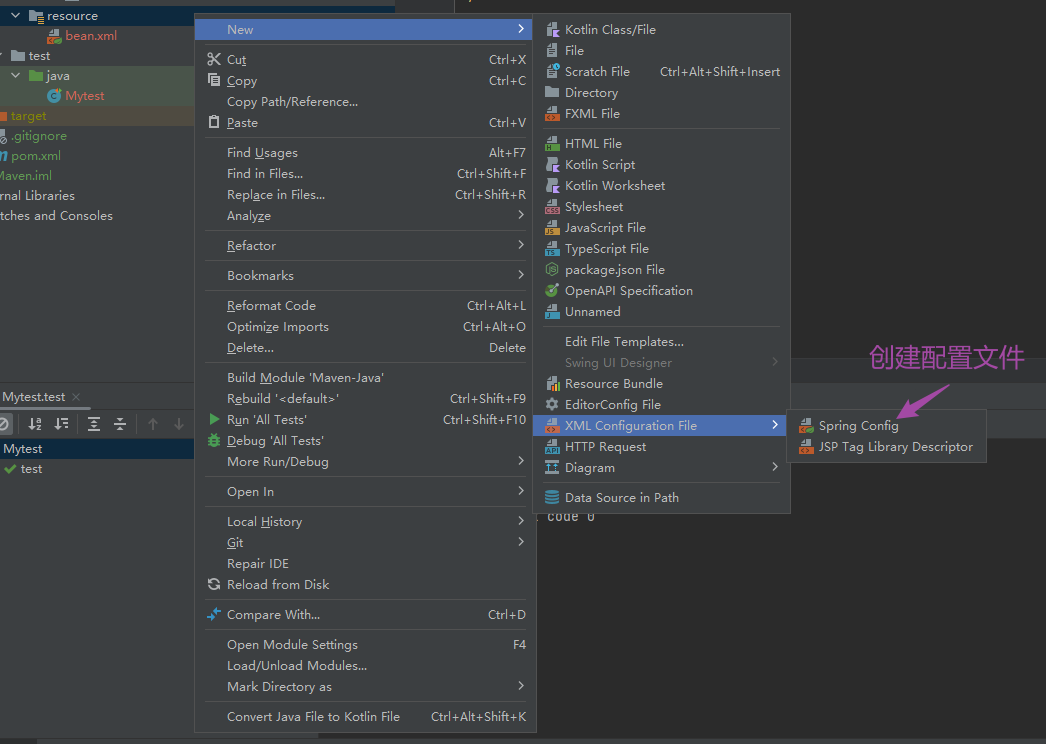 resource
bean.xml
test
java
Mytest
target
.gitignore
pom.xml
Maven.iml
rnal Libraries
tches and Consoles
Mytest.test
Mytest
test
New
Cut Ctrl+X
Copy Ctrl+C
Copy Path/Reference...
Paste Ctrl+V
Find Usages Alt+F7
Find in Files... Ctrl+Shift+F
Replace in Files... Ctrl+Shift+R
Analyze
Refactor
Bookmarks
Reformat Code Ctrl+Alt+L
Optimize Imports Ctrl+Alt+O
Delete... Delete
Build Module 'Maven-Java'
Rebuild '<default>' Ctrl+Shift+F9
Run 'All Tests' Ctrl+Shift+F10
Debug 'All Tests'
More Run/Debug
Open In
Local History
Git
Repair IDE
Reload from Disk
Compare With... Ctrl+D
Open Module Settings F4
Load/Unload Modules...
Mark Directory as
Convert Java File to Kotlin File Ctrl+Alt+Shift+K
Kotlin Class/File
File
Scratch File Ctrl+Alt+Shift+Insert
Directory
FXML File
HTML File
Kotlin Script
Kotlin Worksheet
Stylesheet
JavaScript File
TypeScript File
package.json File
OpenAPI Specification
Unnamed
Edit File Templates...
Swing UI Designer
Resource Bundle
EditorConfig File
XML Configuration File
HTTP Request
Diagram
Data Source in Path
code 0
创建配置文件
Spring Config
JSP Tag Library Descriptor